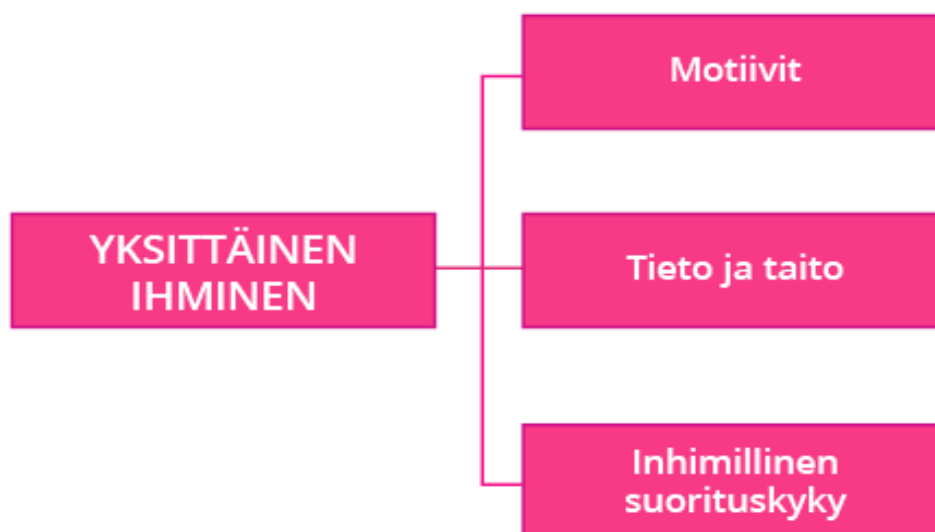 YKSITTÄINEN
IHMINEN
Motiivit
Tieto ja taito
Inhimillinen
suorituskyky